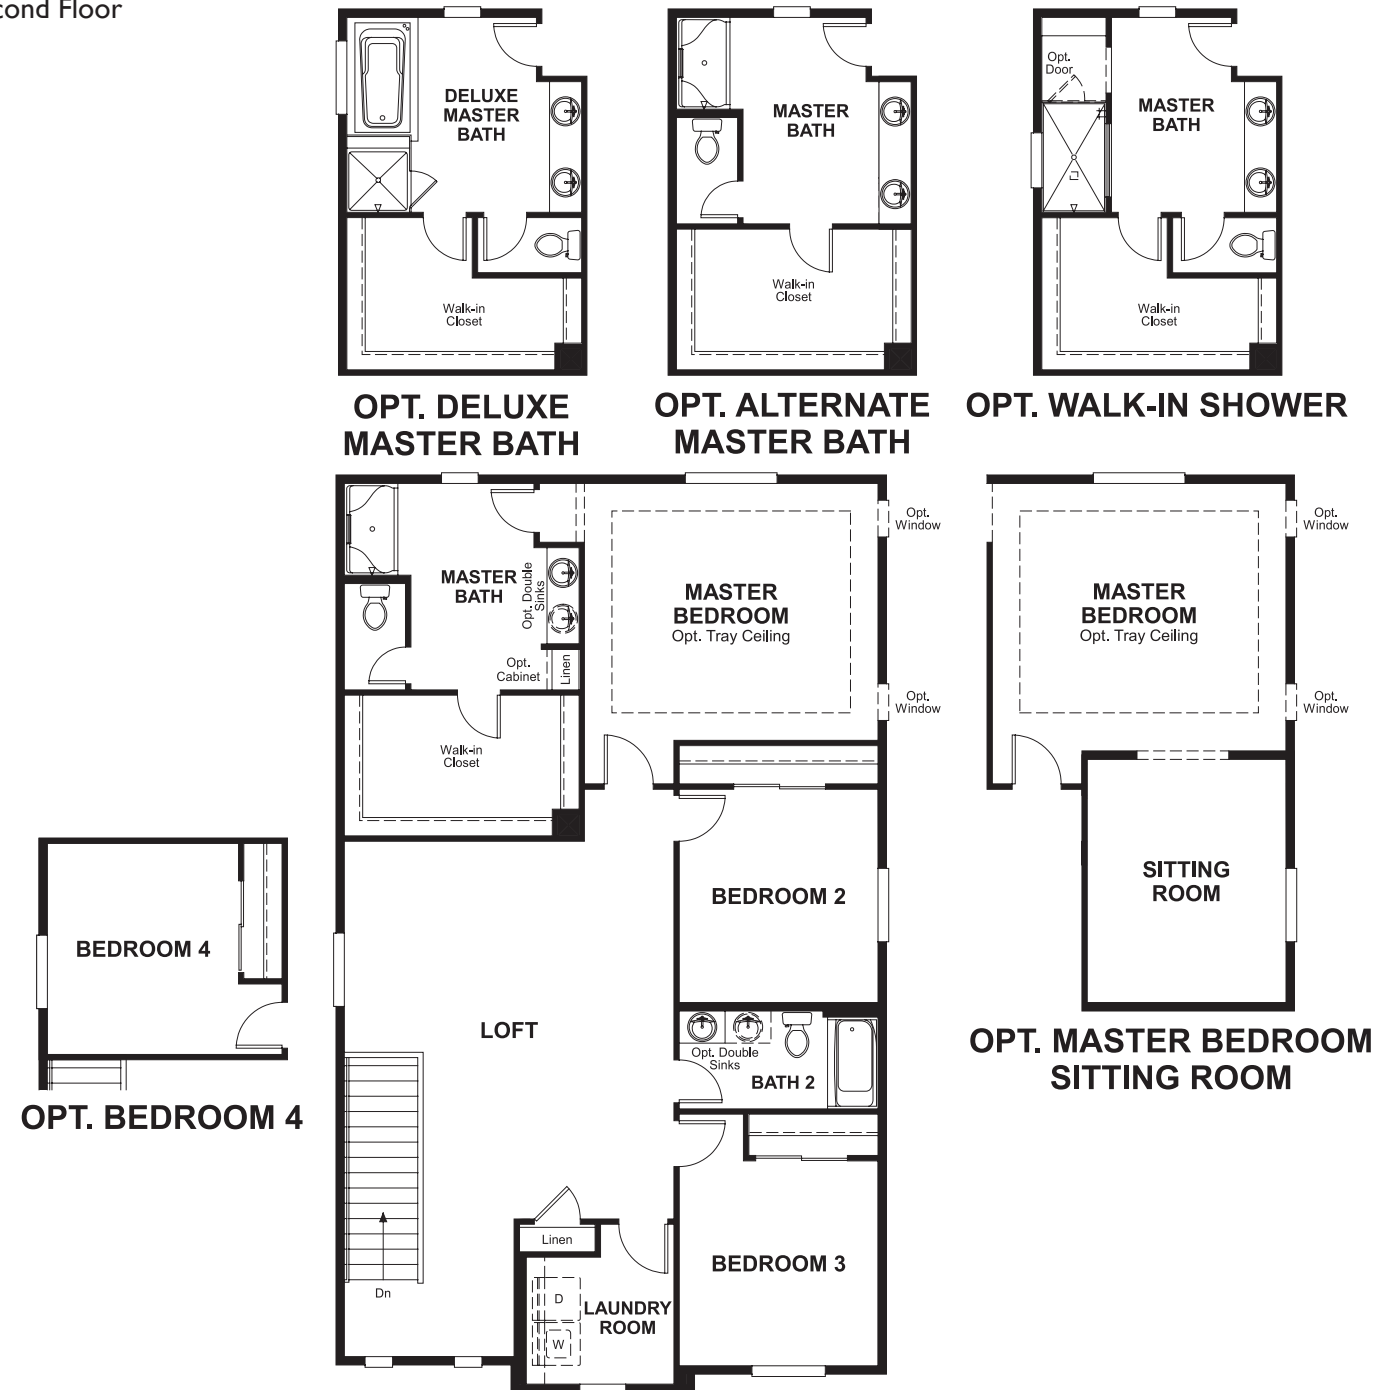 cond Floor
DELUXE
MASTER
BATH
Walk-in
Closet
OPT. DELUXE
MASTER BATH
MASTER
BATH
Walk-in
Closet
OPT. ALTERNATE
MASTER BATH
Opt.
Door
MASTER
BATH
Walk-in
Closet
OPT. WALK-IN SHOWER
MASTER
BATH
Opt. Double
Sinks
Opt.
Cabinet
Linen
Walk-in
Closet
MASTER
BEDROOM
Opt. Tray Ceiling
Opt.
Window
Opt.
Window
MASTER
BEDROOM
Opt. Tray Ceiling
Opt.
Window
Opt.
Window
SITTING
ROOM
OPT. MASTER BEDROOM
SITTING ROOM
BEDROOM 4
OPT. BEDROOM 4
BEDROOM 2
LOFT
Opt. Double
Sinks
BATH 2
Dn
Linen
D
W
LAUNDRY
ROOM
BEDROOM 3